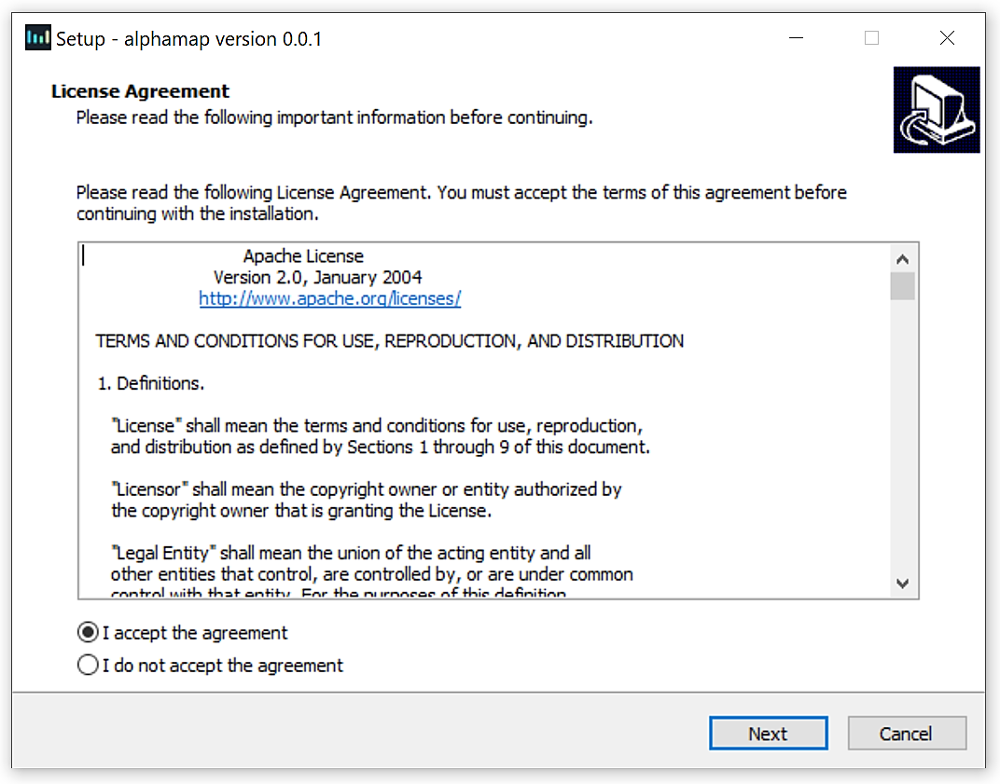 Setup - alphamap version 0.0.1
License Agreement
Please read the following important information before continuing.
Please read the following License Agreement. You must accept the terms of this agreement before
continuing with the installation.
Apache License
Version 2.0, January 2004
http://www.apache.org/licenses/
TERMS AND CONDITIONS FOR USE, REPRODUCTION, AND DISTRIBUTION
1. Definitions.
"License" shall mean the terms and conditions for use, reproduction,
and distribution as defined by Sections 1 through 9 of this document.
"Licensor" shall mean the copyright owner or entity authorized by
the copyright owner that is granting the License.
"Legal Entity" shall mean the union of the acting entity and all
other entities that control, are controlled by, or are under common
control with that entity. For the purposes of this definition,
I accept the agreement
I do not accept the agreement
Next
Cancel